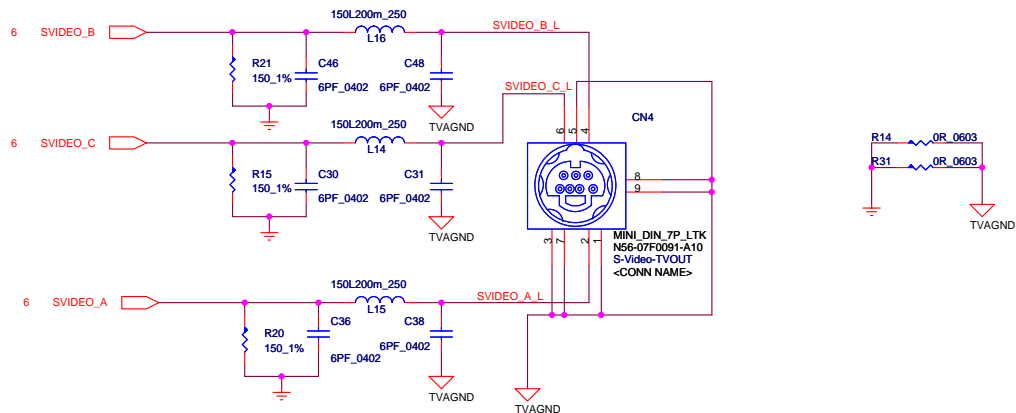 150L200m_250
6 SVIDEO_B
L16
SVIDEO_B_L
R21
150_1%
C46
6PF_0402
C48
6PF_0402
TVAGND
SVIDEO_C_L
150L200m_250
6 SVIDEO_C
L14
R15
150_1%
C30
6PF_0402
C31
6PF_0402
TVAGND
CN4
6 5 4
8
9
3 7 2 1
MINI_DIN_7P_LTK
N56-07F0091-A10
S-Video-TVOUT
<CONN NAME>
R14 0R_0603
R31 0R_0603
TVAGND
150L200m_250
6 SVIDEO_A
L15
SVIDEO_A_L
R20
150_1%
C36
6PF_0402
C38
6PF_0402
TVAGND
TVAGND